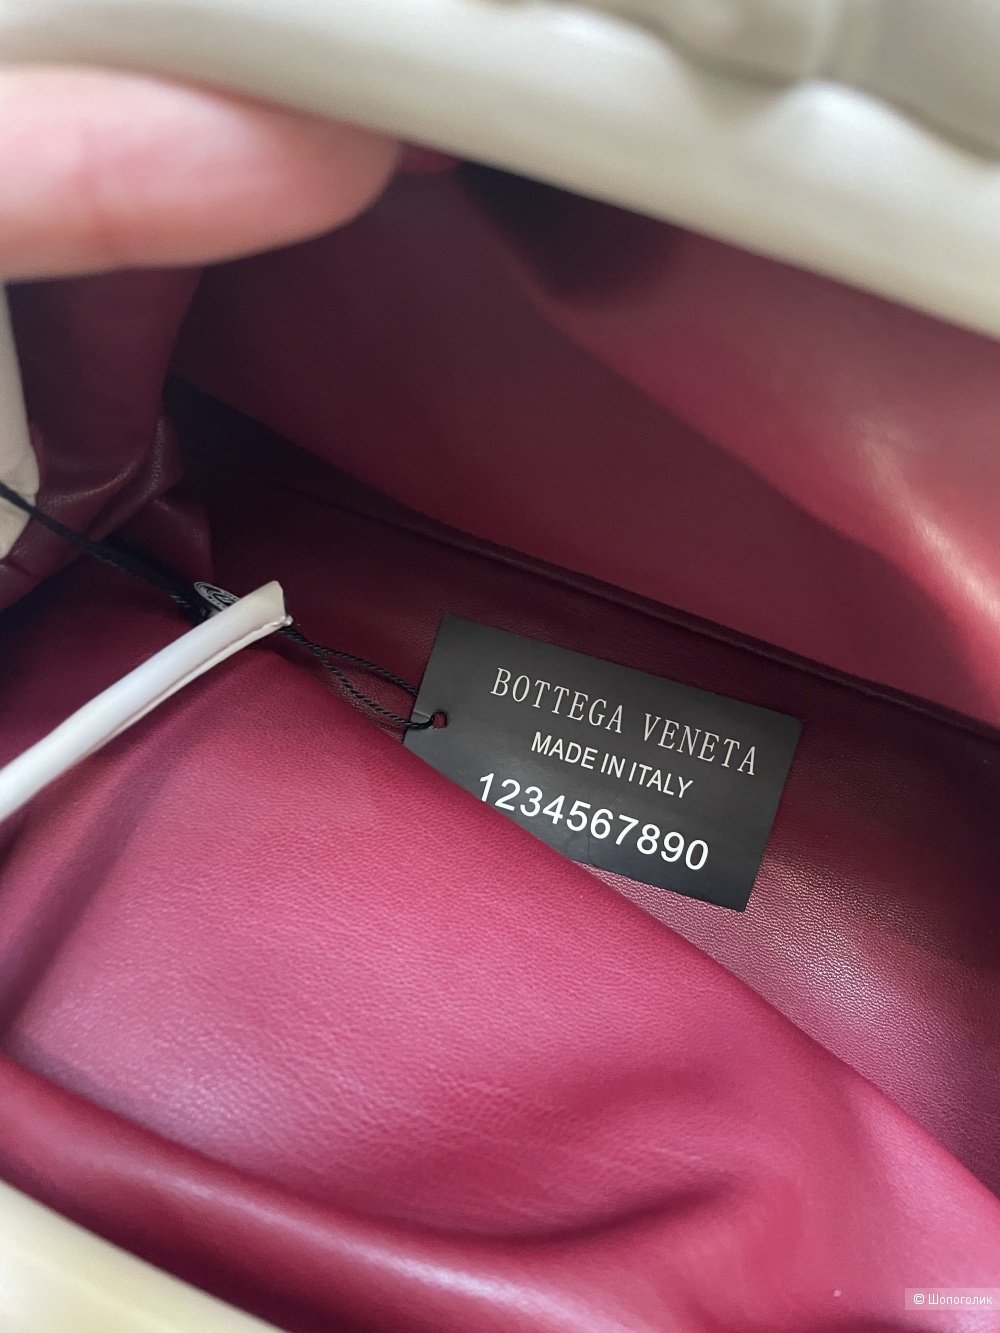 BOTTEGA VENETA
MADE IN ITALY
1234567890
© Шопоголик